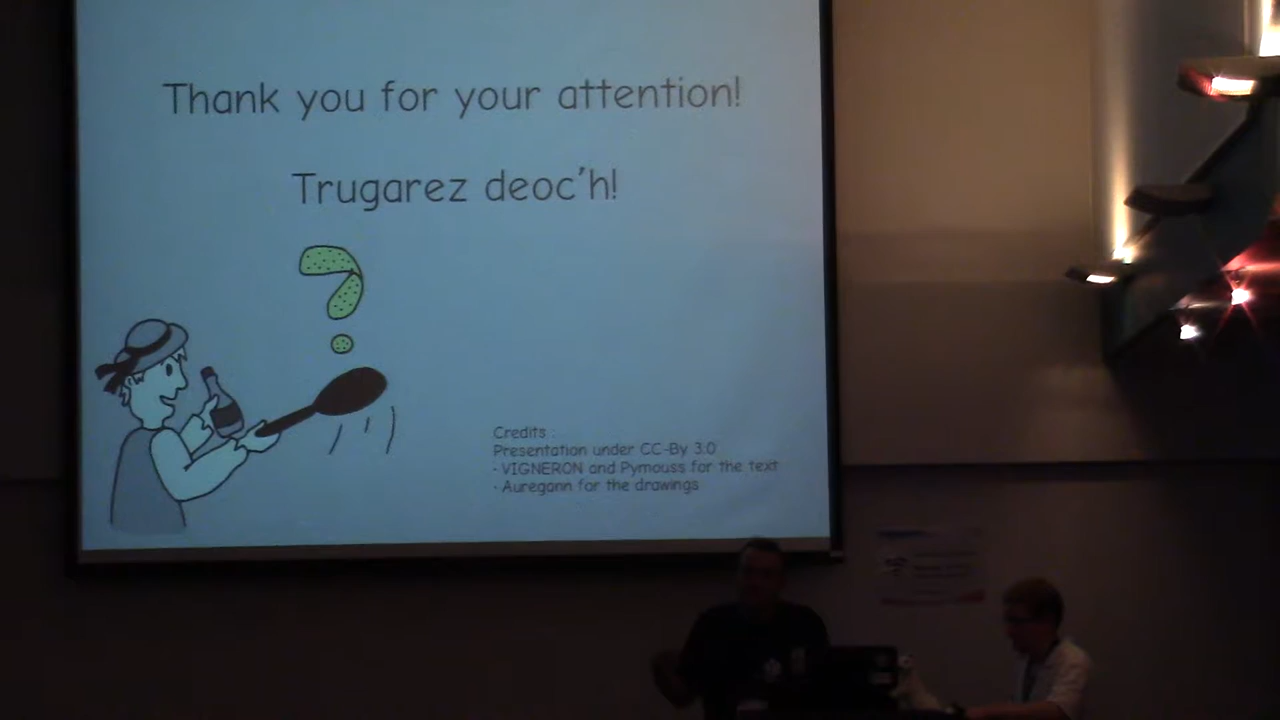 Thank you for your attention!
Trugarez deoc'h!
?
Credits :
Presentation under CC-By 3.0
- VIGNERON and Pymouss for the text
- Auregann for the drawings